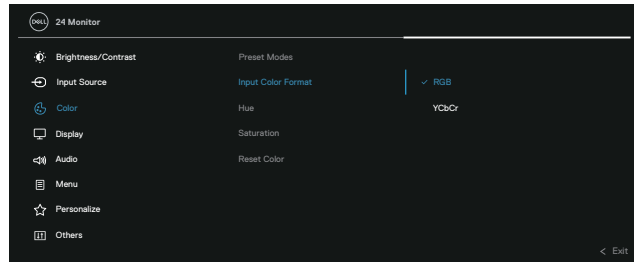 DELL 24 Monitor
Brightness/Contrast Preset Modes
Input Source Input Color Format ✓ RGB
Color Hue YCbCr
Display Saturation
Audio Reset Color
Menu
Personalize
Others
< Exit